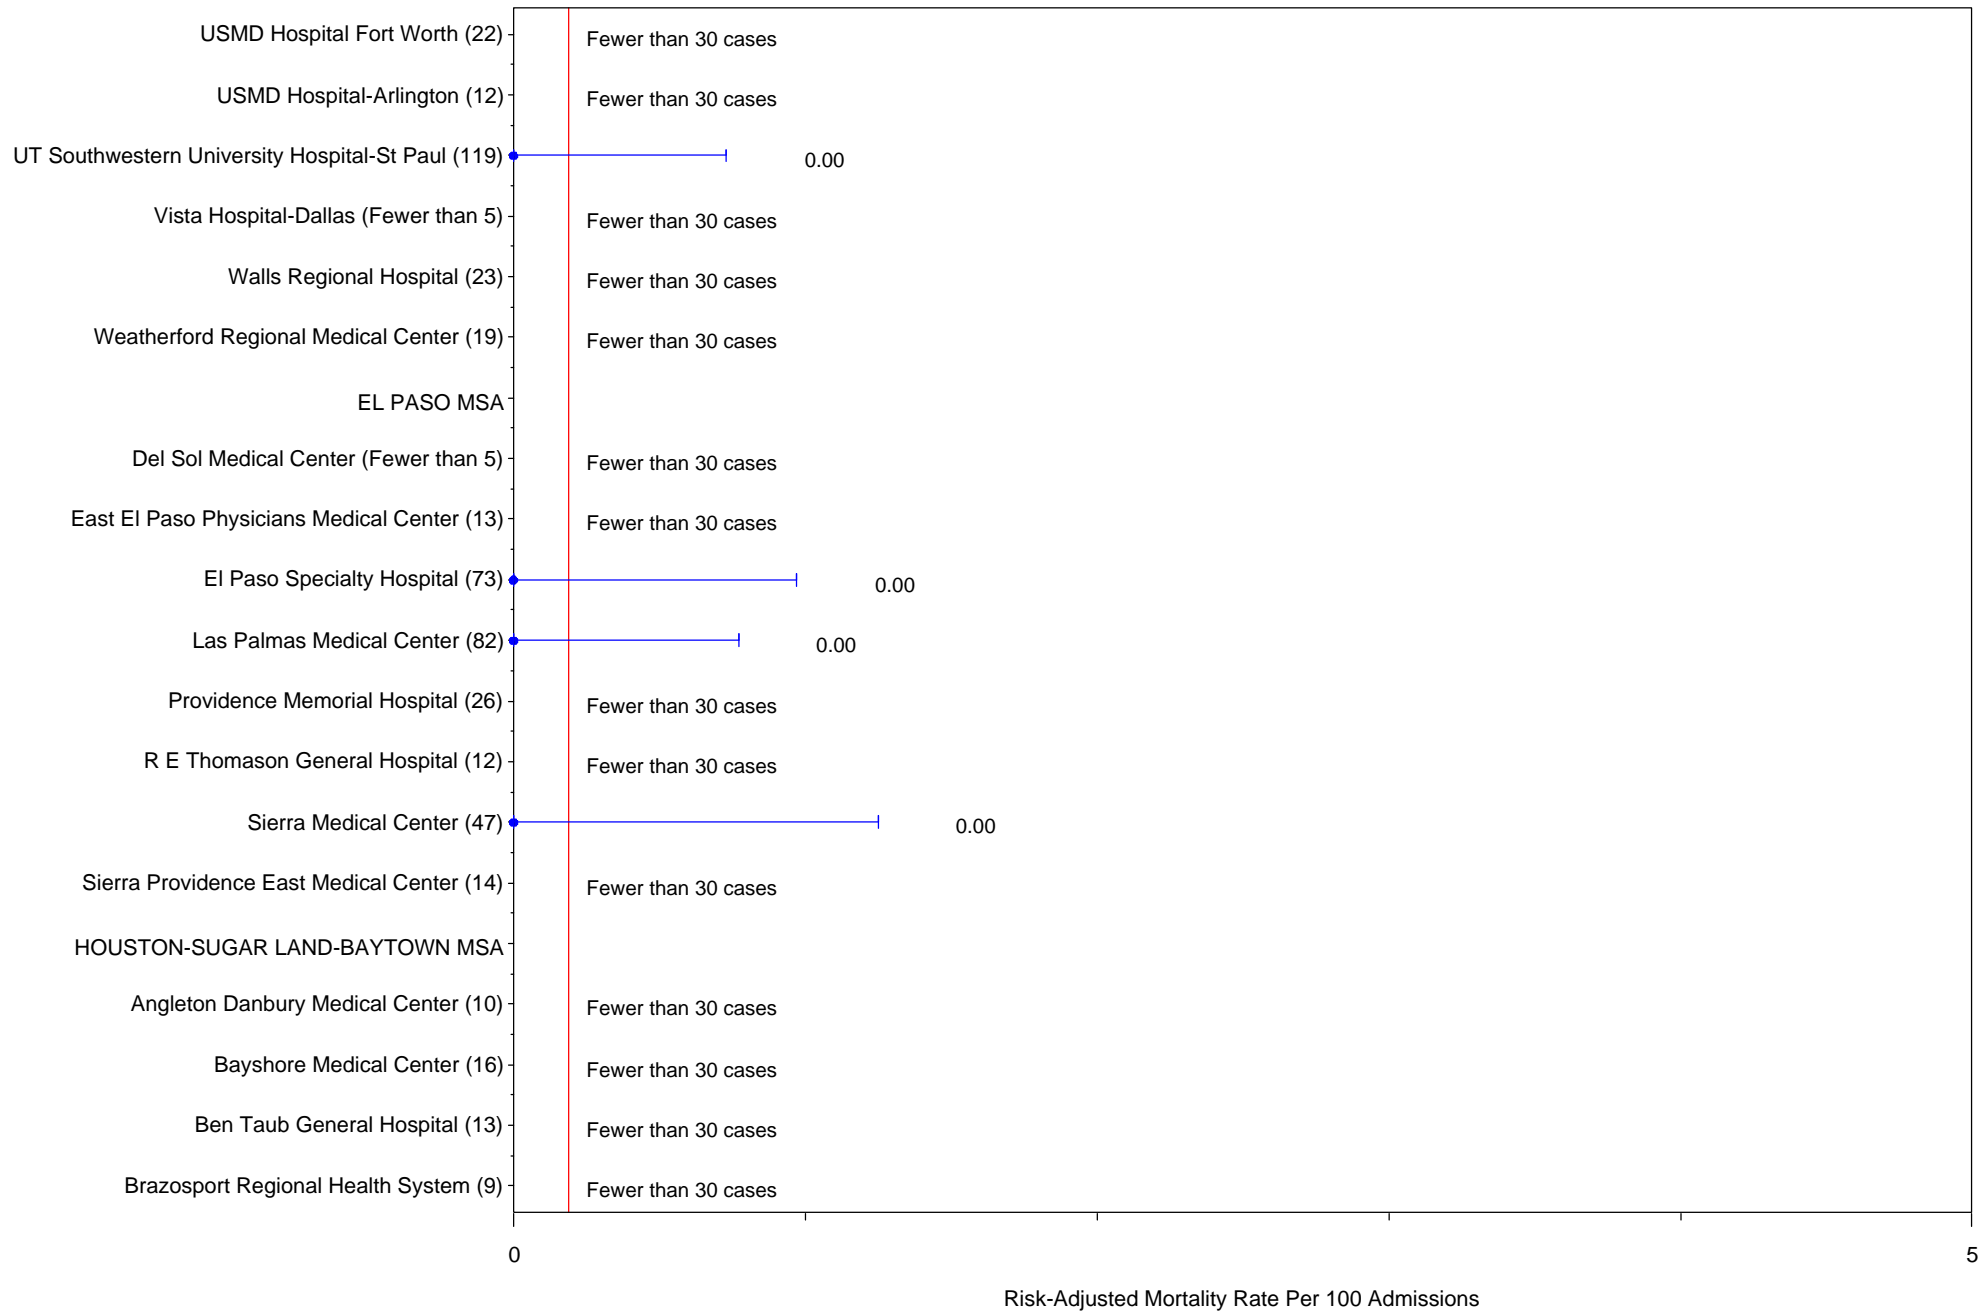 USMD Hospital Fort Worth (22) Fewer than 30 cases
USMD Hospital-Arlington (12) Fewer than 30 cases
UT Southwestern University Hospital-St Paul (119) 0.00
Vista Hospital-Dallas (Fewer than 5) Fewer than 30 cases
Walls Regional Hospital (23) Fewer than 30 cases
Weatherford Regional Medical Center (19) Fewer than 30 cases
EL PASO MSA
Del Sol Medical Center (Fewer than 5) Fewer than 30 cases
East El Paso Physicians Medical Center (13) Fewer than 30 cases
El Paso Specialty Hospital (73) 0.00
Las Palmas Medical Center (82) 0.00
Providence Memorial Hospital (26) Fewer than 30 cases
R E Thomason General Hospital (12) Fewer than 30 cases
Sierra Medical Center (47) 0.00
Sierra Providence East Medical Center (14) Fewer than 30 cases
HOUSTON-SUGAR LAND-BAYTOWN MSA
Angleton Danbury Medical Center (10) Fewer than 30 cases
Bayshore Medical Center (16) Fewer than 30 cases
Ben Taub General Hospital (13) Fewer than 30 cases
Brazosport Regional Health System (9) Fewer than 30 cases
0 5
Risk-Adjusted Mortality Rate Per 100 Admissions